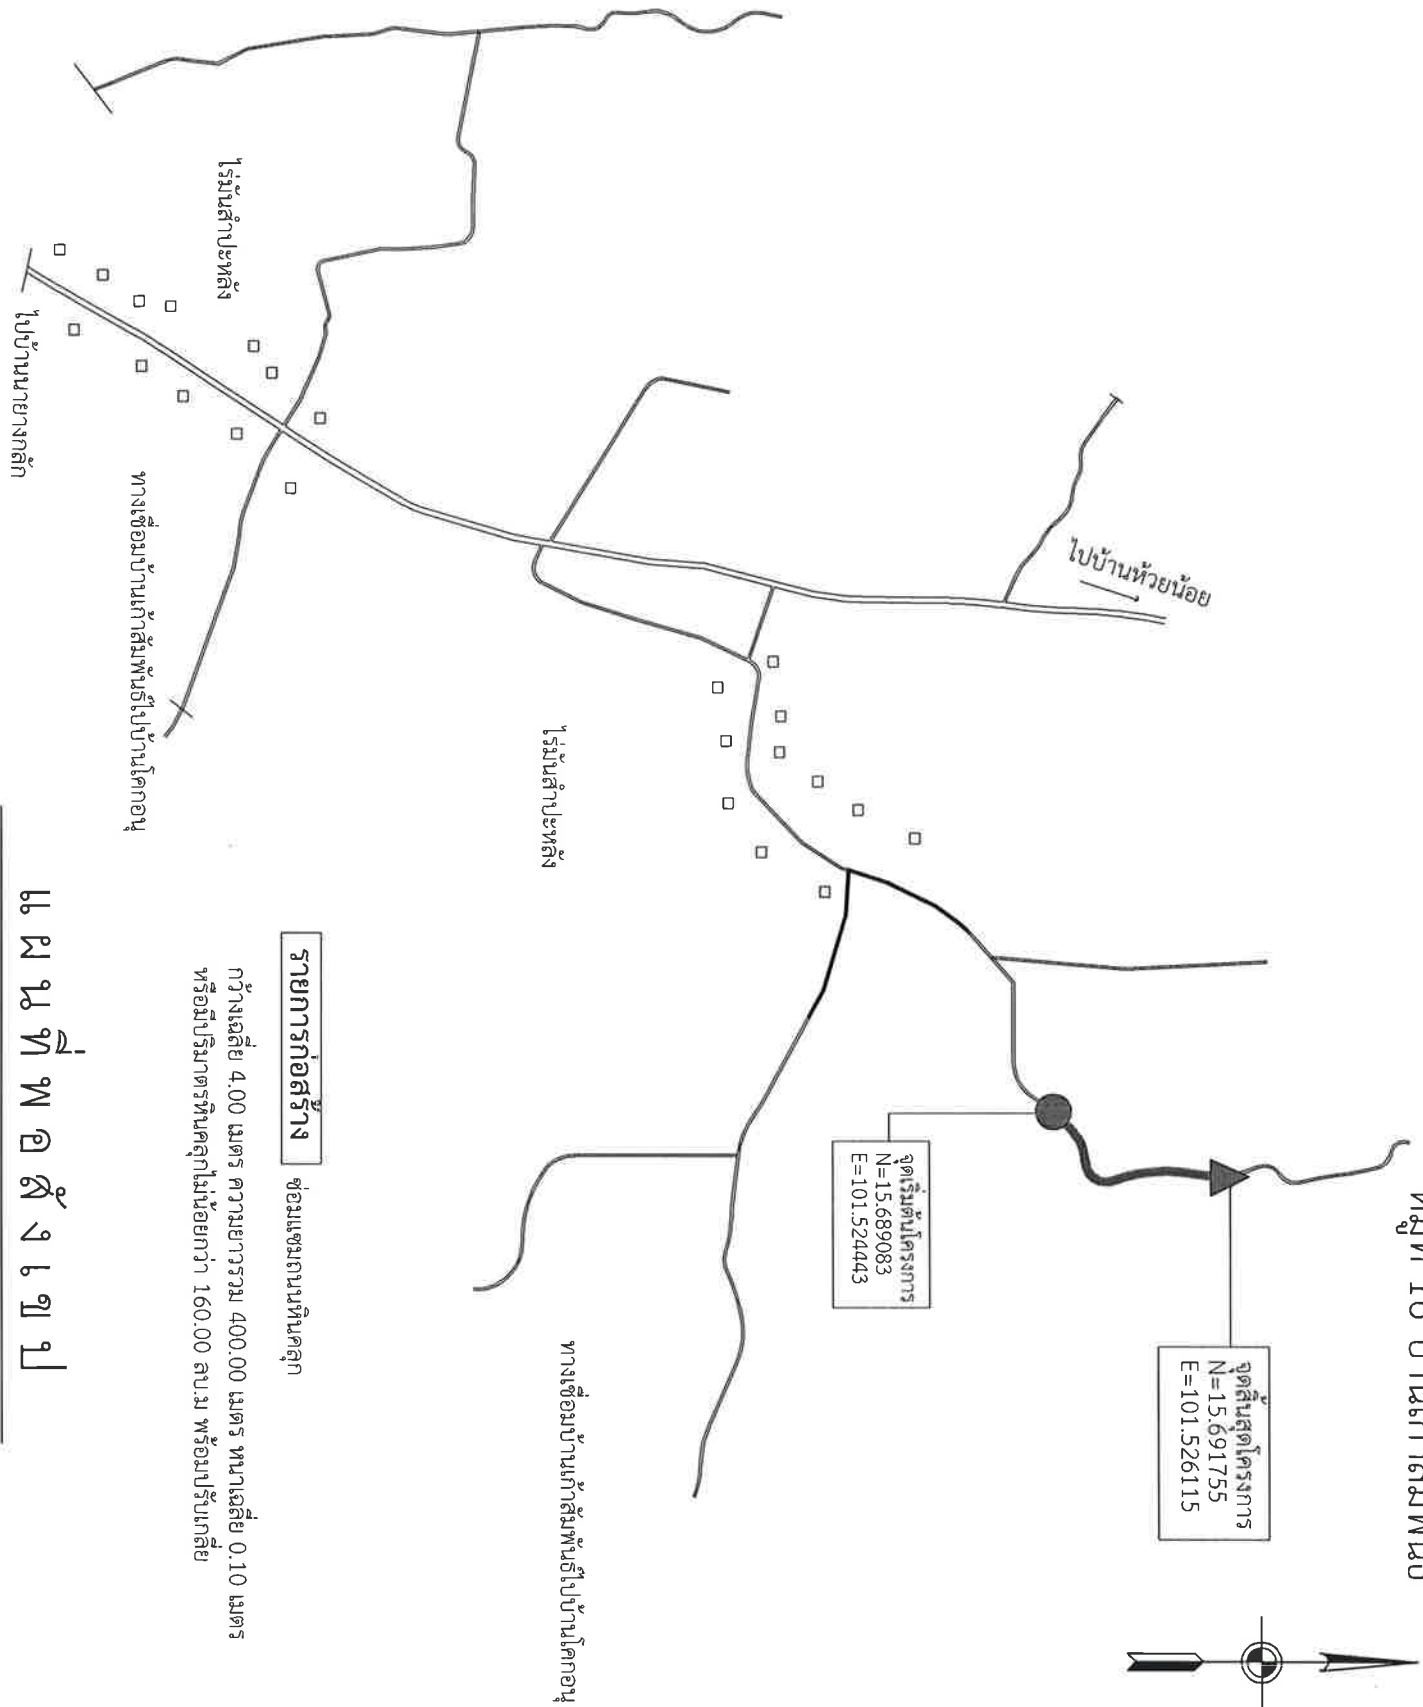 ไปบ้านห้วยน้อย
จุดสิ้นสุดโครงการ
N=15.691755
E=101.526115
จุดเริ่มต้นโครงการ
N=15.689083
E=101.524443
ไร่มันสำปะหลัง
ไร่มันสำปะหลัง
ทางเชื่อมบ้านเก้าสัมพันธ์ไปบ้านโคกอนุ
ไปบ้านนายางกลัก
ทางเชื่อมบ้านเก้าสัมพันธ์ไปบ้านโคกอนุ
รายการก่อสร้าง ซ่อมแซมถนนหินคลุก
กว้างเฉลี่ย 4.00 เมตร ความยาวรวม 400.00 เมตร หนาเฉลี่ย 0.10 เมตร
หรือมีปริมาตรหินคลุกไม่น้อยกว่า 160.00 ลบ.ม พร้อมปรับเกลี่ย
แผนที่พอสังเขป